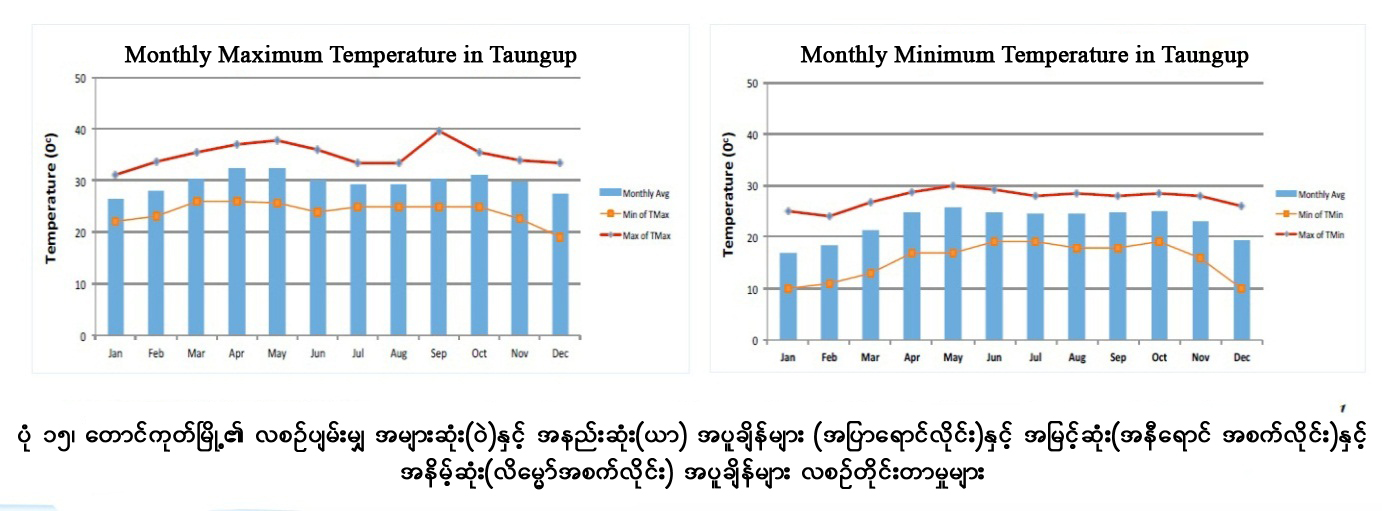 Monthly Maximum Temperature in Taungup
Temperature (0ᶜ)
50
40
30
20
10
0
Jan Feb Mar Apr May Jun Jul Aug Sep Oct Nov Dec
Monthly Avg
Min of TMax
Max of TMax
Monthly Minimum Temperature in Taungup
Temperature (0ᶜ)
50
40
30
20
10
0
Jan Feb Mar Apr May Jun Jul Aug Sep Oct Nov Dec
Monthly Avg
Min of TMin
Max of TMin
1
ပုံ ၁၅၊ တောင်ကုတ်မြို့၏ လစဉ်ပျမ်းမျှ အများဆုံး(ဝဲ)နှင့် အနည်းဆုံး(ယာ) အပူချိန်များ (အပြာရောင်လိုင်း)နှင့် အမြင့်ဆုံး(အနီရောင် အစက်လိုင်း)နှင့်
အနိမ့်ဆုံး(လိမ္မော်အစက်လိုင်း) အပူချိန်များ လစဉ်တိုင်းတာမှုများ